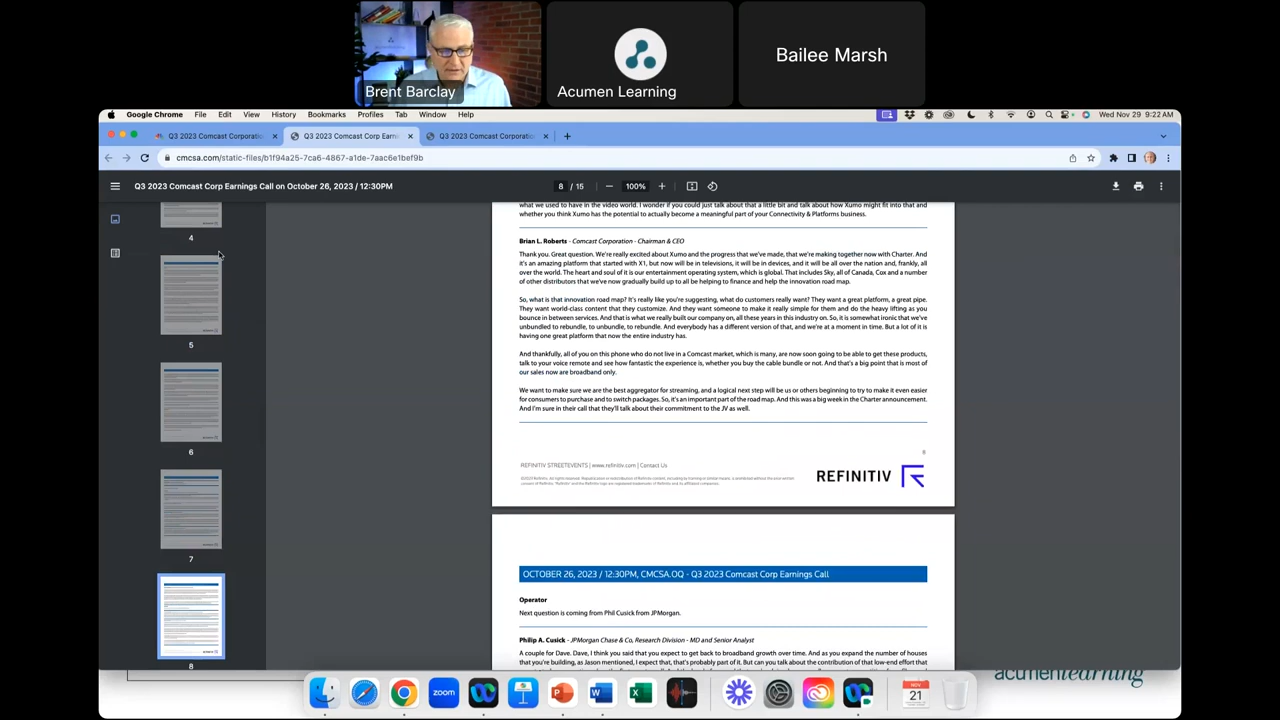 Brent Barclay
Acumen Learning
Bailee Marsh
Google Chrome File Edit View History Bookmarks Profiles Tab Window Help
Wed Nov 29 9:22 AM
Q3 2023 Comcast Corporatio
Q3 2023 Comcast Corp Earni
Q3 2023 Comcast Corporatio
cmcsa.com/static-files/b1f94a25-7ca6-4867-a1de-7aac6e1bef9b
Q3 2023 Comcast Corp Earnings Call on October 26, 2023 / 12:30PM
8 / 15
100%
4
5
6
7
8
what we used to have in the video world. I wonder if you could just talk about that a little bit and talk about how Xumo might fit into that and
whether you think Xumo has the potential to actually become a meaningful part of your Connectivity & Platforms business.
Brian L. Roberts - Comcast Corporation - Chairman & CEO
Thank you. Great question. We're really excited about Xumo and the progress that we've made, that we're making together now with Charter. And
it's an amazing platform that started with X1, but now will be in televisions, it will be in devices, and it will be all over the nation and, frankly, all
over the world. The heart and soul of it is our entertainment operating system, which is global. That includes Sky, all of Canada, Cox and a number
of other distributors that we've now gradually build up to all be helping to finance and help the innovation road map.
So, what is that innovation road map? It's really like you're suggesting, what do customers really want? They want a great platform, a great pipe.
They want world-class content that they customize. And they want someone to make it really simple for them and do the heavy lifting as you
bounce in between services. And that is what we really built our company on, all these years in this industry on. So, it is somewhat ironic that we've
unbundled to rebundle, to unbundle, to rebundle. And everybody has a different version of that, and we're at a moment in time. But a lot of it is
having one great platform that now the entire industry has.
And thankfully, all of you on this phone who do not live in a Comcast market, which is many, are now soon going to be able to get these products,
talk to your voice remote and see how fantastic the experience is, whether you buy the cable bundle or not. And that's a big point that is most of
our sales now are broadband only.
We want to make sure we are the best aggregator for streaming, and a logical next step will be us or others beginning to try to make it even easier
for consumers to purchase and to switch packages. So, it's an important part of the road map. And this was a big week in the Charter announcement.
And I'm sure in their call that they'll talk about their commitment to the JV as well.
8
REFINITIV STREETEVENTS | www.refinitiv.com | Contact Us
REFINITIV
OCTOBER 26, 2023 / 12:30PM, CMCSA.OQ - Q3 2023 Comcast Corp Earnings Call
Operator
Next question is coming from Phil Cusick from JPMorgan.
Philip A. Cusick - JPMorgan Chase & Co, Research Division - MD and Senior Analyst
A couple for Dave. Dave, I think you said that you expect to get back to broadband growth over time. And as you expand the number of houses
that you're building, as Jason mentioned, I expect that, that's probably part of it. But can you talk about the contribution of that low-end effort that
zoom
NOV
21
acumenlearning